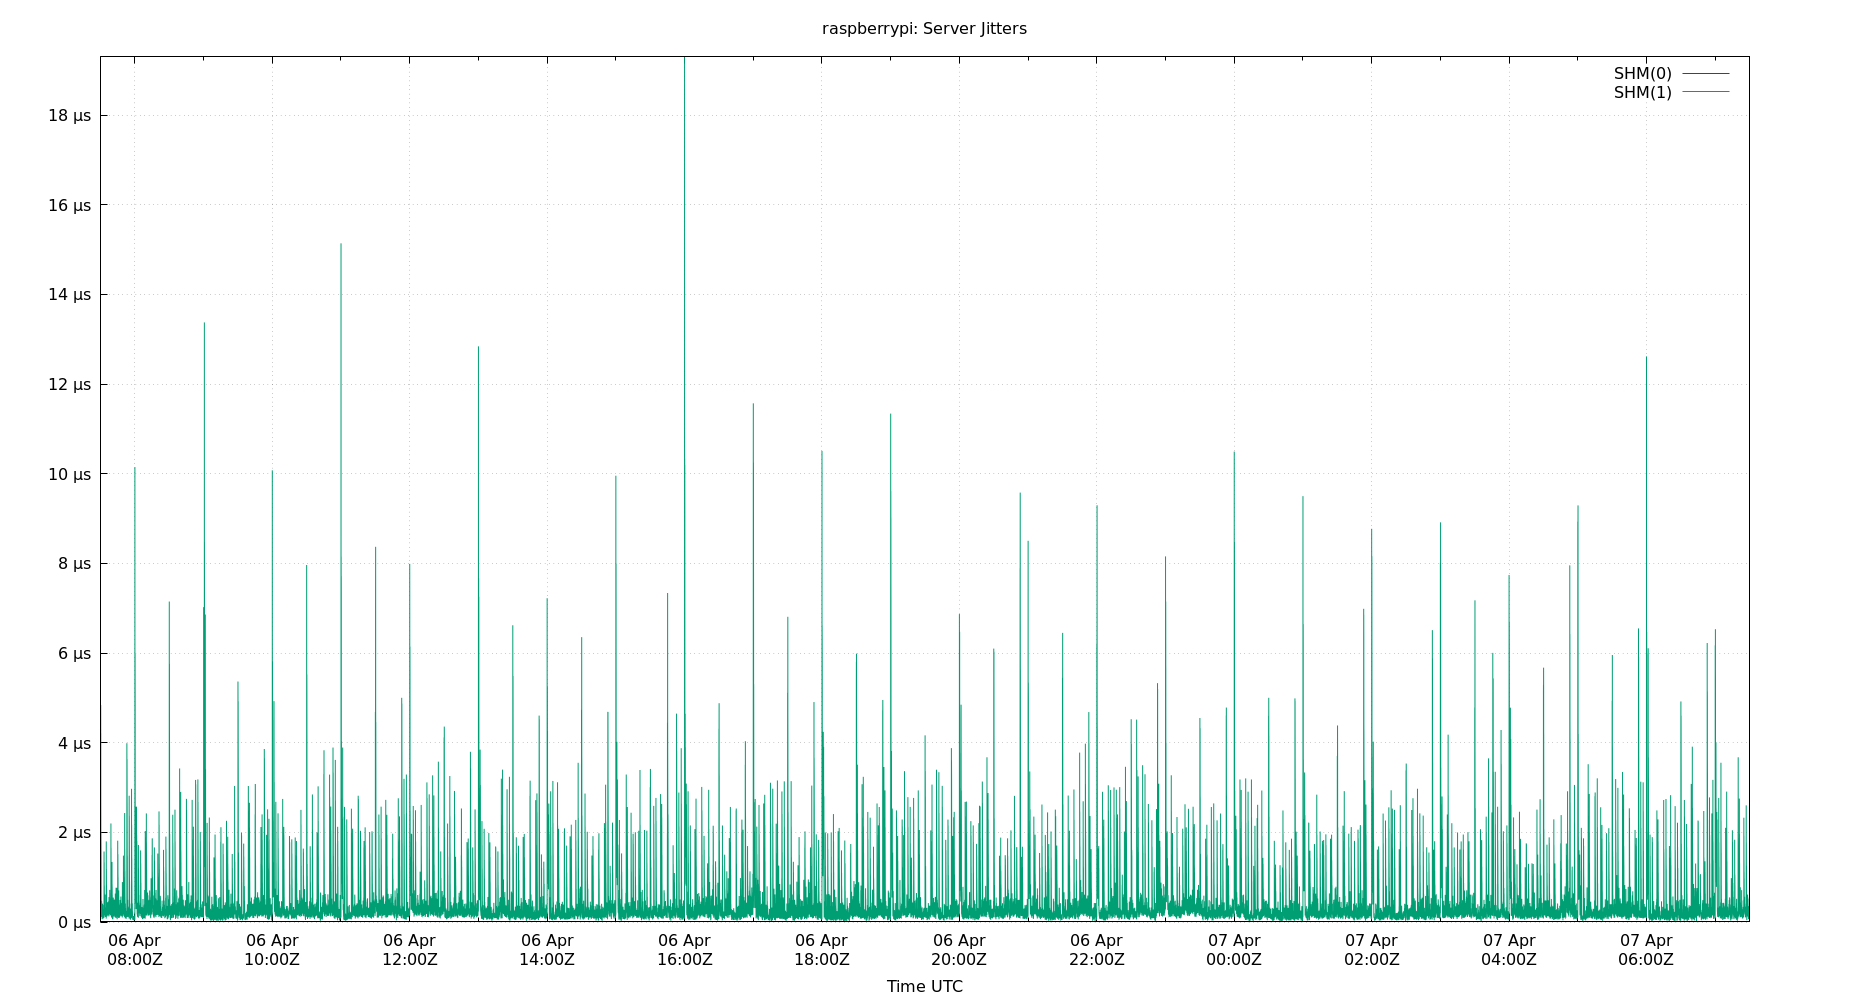 raspberrypi: Server Jitters
SHM(0)
SHM(1)
18 µs
16 µs
14 µs
12 µs
10 µs
8 µs
6 µs
4 µs
2 µs
0 µs
06 Apr 06 Apr 06 Apr 06 Apr 06 Apr 06 Apr 06 Apr 06 Apr 07 Apr 07 Apr 07 Apr 07 Apr
08:00Z 10:00Z 12:00Z 14:00Z 16:00Z 18:00Z 20:00Z 22:00Z 00:00Z 02:00Z 04:00Z 06:00Z
Time UTC